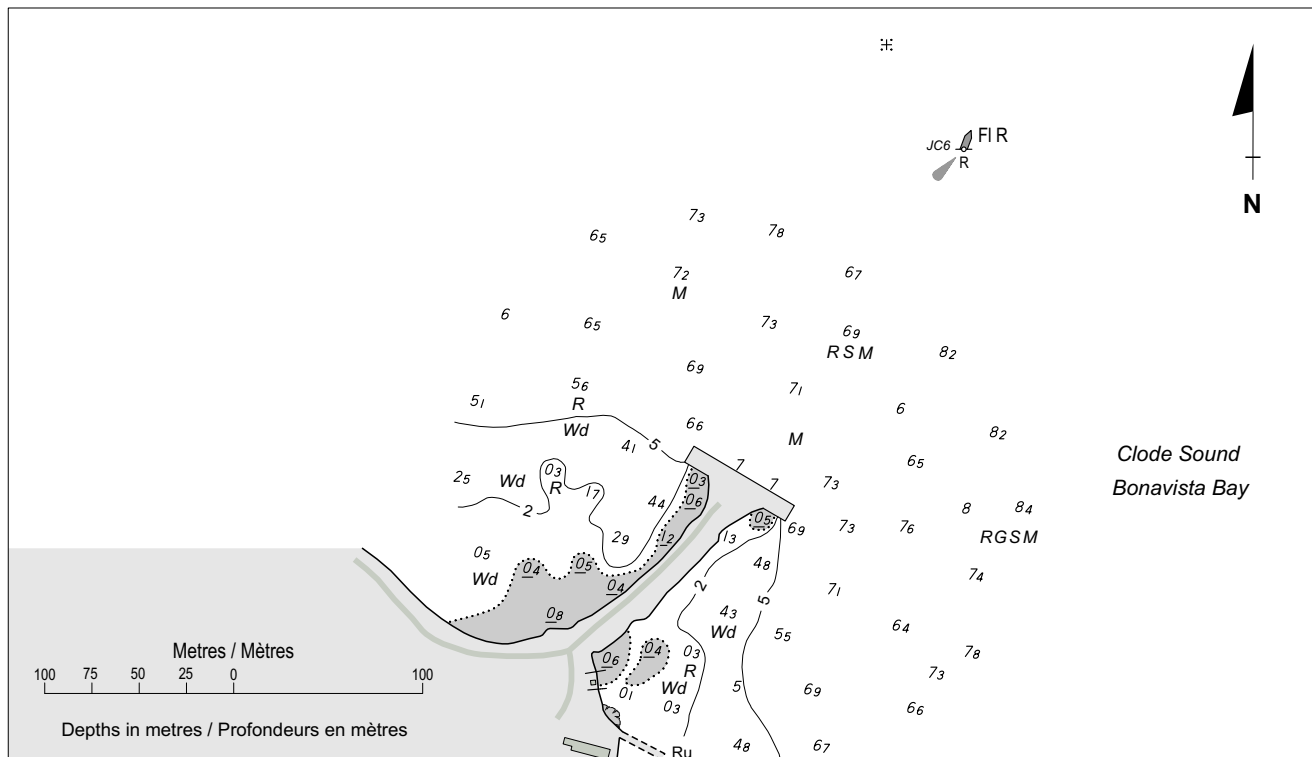 JC6 Fl R
R
N
7₃
6₅ 7₈
7₂ 6₇
M
6 6₅ 7₃ 6₉
R S M 8₂
6₉
5₆ 7₁
5₁ R 6
Wd 6₆
4₁ 5 M 8₂
Clode Sound
Bonavista Bay
2₅ Wd 0₃ 7 6₅
R 1₇ 0₃ 7 7₃
2 4₄ 0₆ 8 8₄
0₅ 6₉ 7₃ 7₆
2₉ 1₂ 1₃ R G S M
0₅ 0₄ 0₅ 4₈ 7₄
Wd 0₄ 2 5 7₁
0₈ 4₃ 6₄
Wd 5₅
0₆ 0₄ 0₃ 7₈
R 7₃
Wd 5 6₉
0₁ 0₃ 6₆
Ru 4₈ 6₇
Metres / Mètres
100 75 50 25 0 100
Depths in metres / Profondeurs en mètres